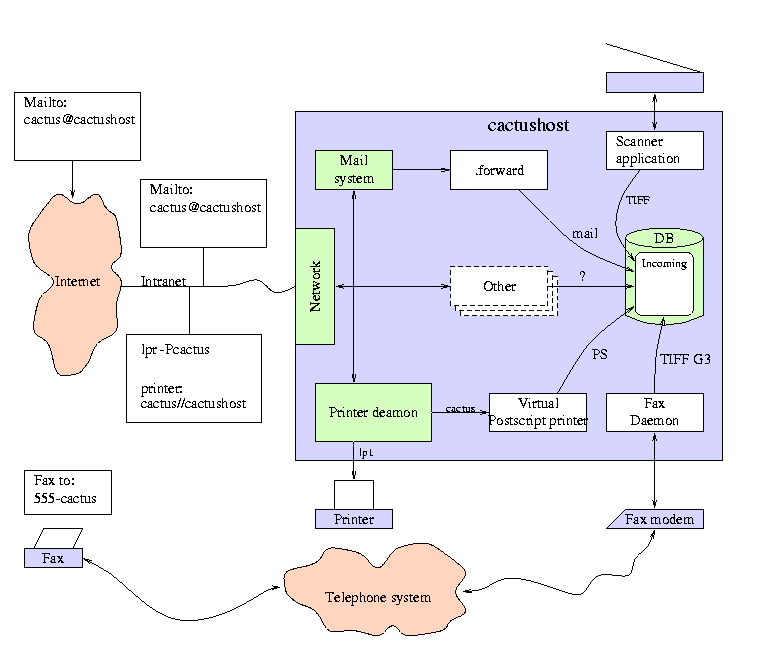 cactushost
Mailto:
cactus@cactushost
Mail
system
.forward
Scanner
application
TIFF
Mailto:
cactus@cactushost
mail
DB
Incoming
Internet
Intranet
Network
Other
?
lpr -Pcactus
printer:
cactus//cactushost
PS
TIFF G3
Printer deamon
cactus
Virtual
Postscript printer
Fax
Daemon
lpt
Fax to:
555-cactus
Printer
Fax modem
Fax
Telephone system